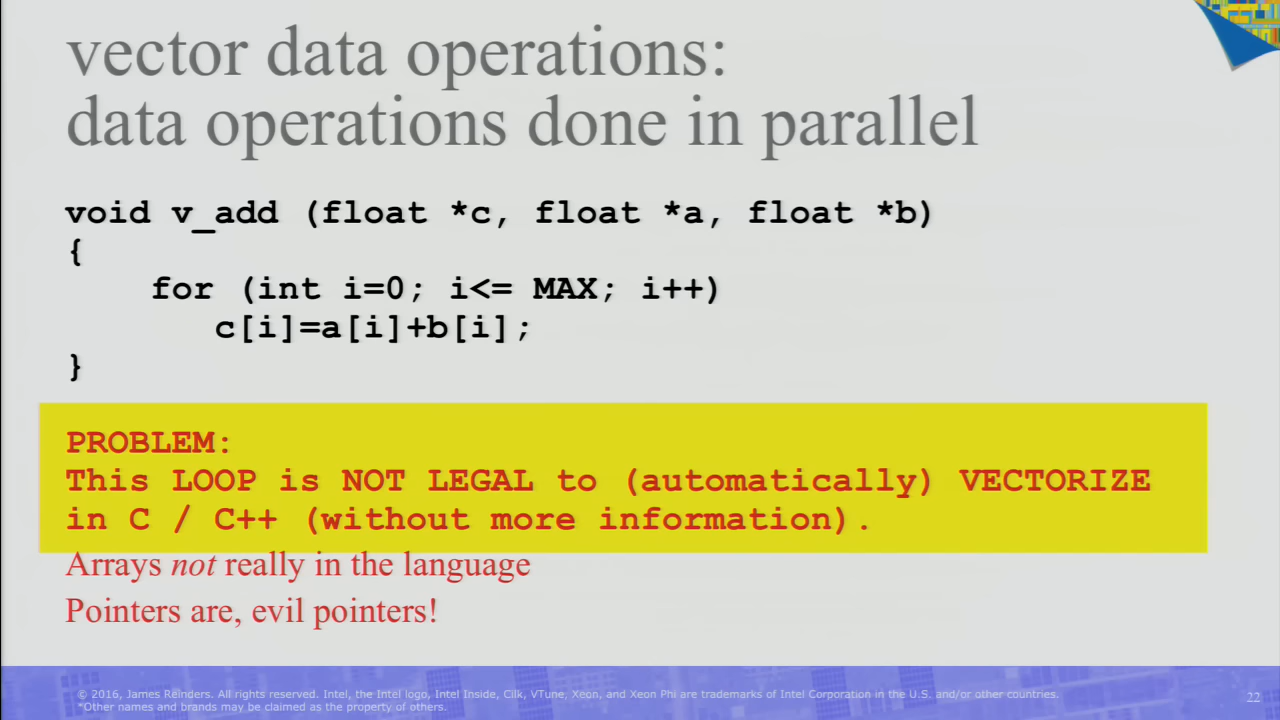 vector data operations:
data operations done in parallel
void v_add (float *c, float *a, float *b)
{
for (int i=0; i<= MAX; i++)
c[i]=a[i]+b[i];
}
PROBLEM:
This LOOP is NOT LEGAL to (automatically) VECTORIZE
in C / C++ (without more information).
Arrays not really in the language
Pointers are, evil pointers!
© 2016, James Reinders. All rights reserved. Intel, the Intel logo, Intel Inside, Cilk, VTune, Xeon, and Xeon Phi are trademarks of Intel Corporation in the U.S. and/or other countries.
*Other names and brands may be claimed as the property of others.
22